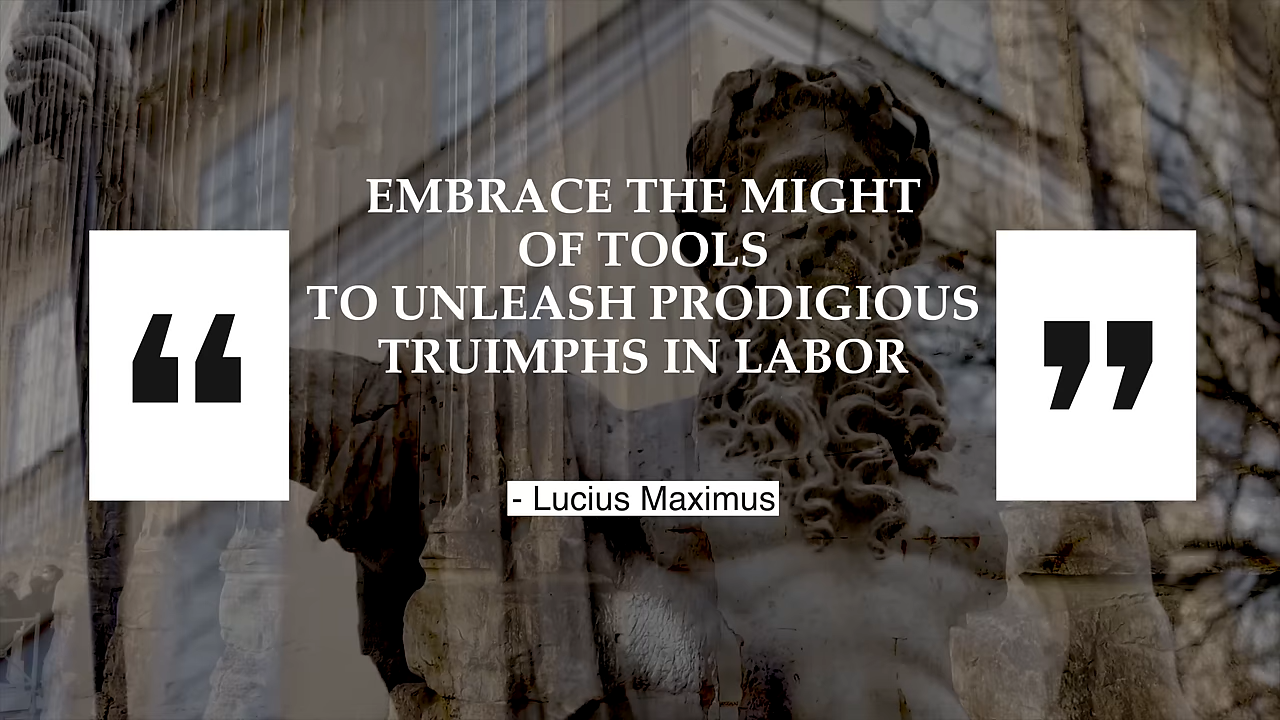 “
EMBRACE THE MIGHT
OF TOOLS
TO UNLEASH PRODIGIOUS
TRUIMPHS IN LABOR
”
- Lucius Maximus